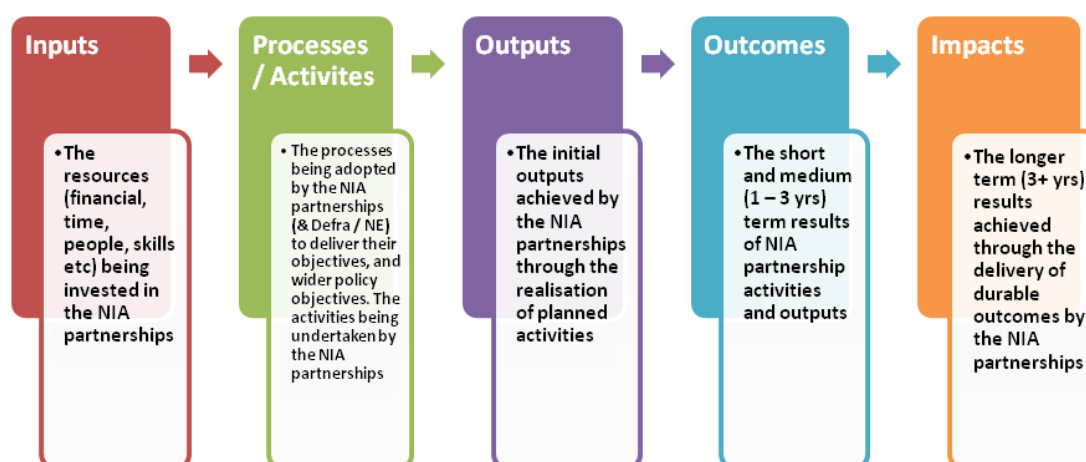 Inputs
• The
resources
(financial,
time,
people, skills
etc) being
invested in
the NIA
partnerships
Processes
/ Activites
• The processes
being adopted
by the NIA
partnerships
(& Defra / NE)
to deliver their
objectives, and
wider policy
objectives. The
activities being
undertaken by
the NIA
partnerships
Outputs
• The initial
outputs
achieved by
the NIA
partnerships
through the
realisation
of planned
activities
Outcomes
• The short
and medium
(1 – 3 yrs)
term results
of NIA
partnership
activities
and outputs
Impacts
• The longer
term (3+ yrs)
results
achieved
through the
delivery of
durable
outcomes by
the NIA
partnerships